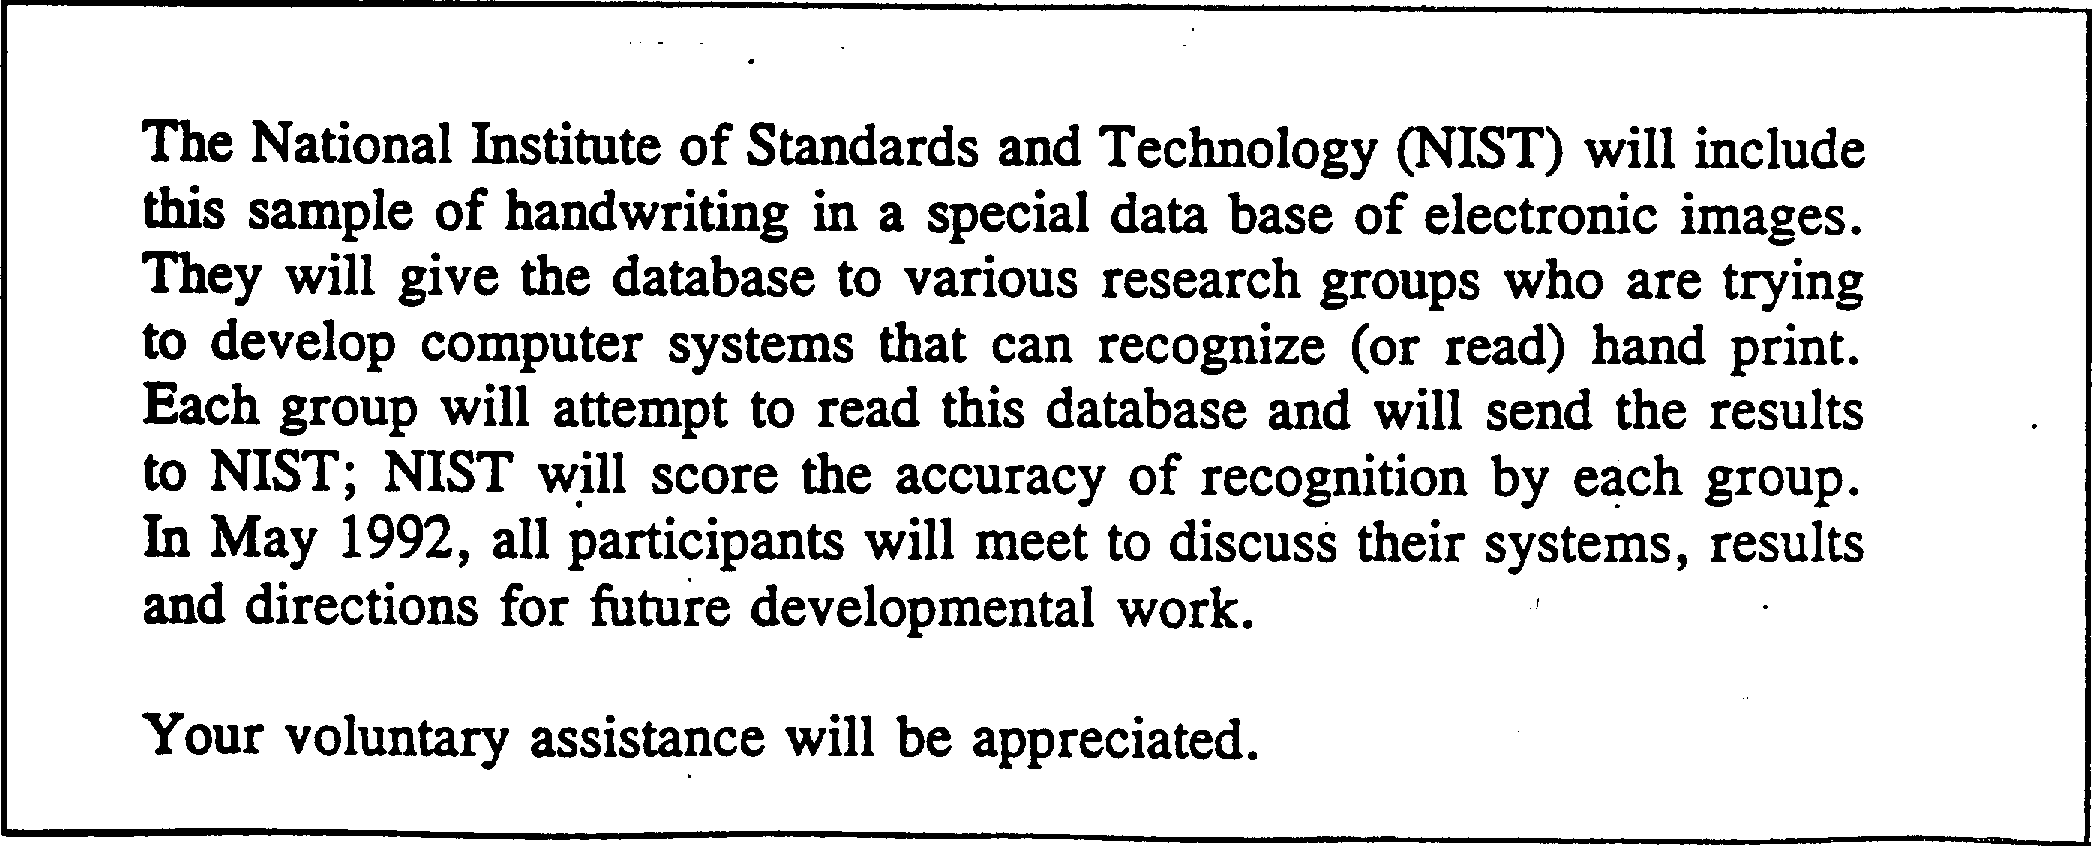 The National Institute of Standards and Technology (NIST) will include
this sample of handwriting in a special data base of electronic images.
They will give the database to various research groups who are trying
to develop computer systems that can recognize (or read) hand print.
Each group will attempt to read this database and will send the results
to NIST; NIST will score the accuracy of recognition by each group.
In May 1992, all participants will meet to discuss their systems, results
and directions for future developmental work.
Your voluntary assistance will be appreciated.